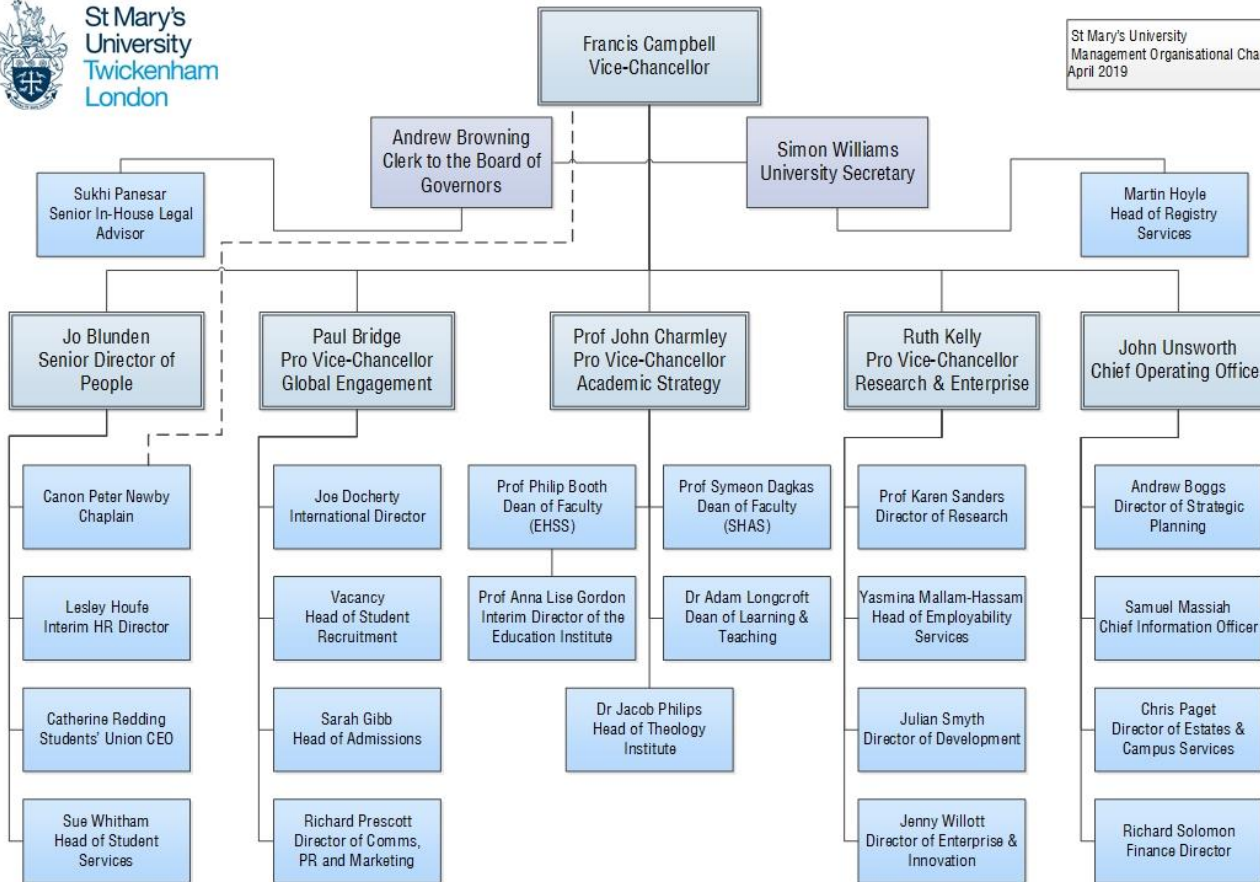 St Mary's
University
Twickenham
London
Francis Campbell
Vice-Chancellor
St Mary's University
Management Organisational Cha
April 2019
Andrew Browning
Clerk to the Board of
Governors
Simon Williams
University Secretary
Sukhi Panesar
Senior In-House Legal
Advisor
Martin Hoyle
Head of Registry
Services
Jo Blunden
Senior Director of
People
Paul Bridge
Pro Vice-Chancellor
Global Engagement
Prof John Charmley
Pro Vice-Chancellor
Academic Strategy
Ruth Kelly
Pro Vice-Chancellor
Research & Enterprise
John Unsworth
Chief Operating Office
Canon Peter Newby
Chaplain
Joe Docherty
International Director
Prof Philip Booth
Dean of Faculty
(EHSS)
Prof Symeon Dagkas
Dean of Faculty
(SHAS)
Prof Karen Sanders
Director of Research
Andrew Boggs
Director of Strategic
Planning
Lesley Houfe
Interim HR Director
Vacancy
Head of Student
Recruitment
Prof Anna Lise Gordon
Interim Director of the
Education Institute
Dr Adam Longcroft
Dean of Learning &
Teaching
Yasmina Mallam-Hassam
Head of Employability
Services
Samuel Massiah
Chief Information Officer
Catherine Redding
Students' Union CEO
Sarah Gibb
Head of Admissions
Dr Jacob Philips
Head of Theology
Institute
Julian Smyth
Director of Development
Chris Paget
Director of Estates &
Campus Services
Sue Whitham
Head of Student
Services
Richard Prescott
Director of Comms,
PR and Marketing
Jenny Willott
Director of Enterprise &
Innovation
Richard Solomon
Finance Director